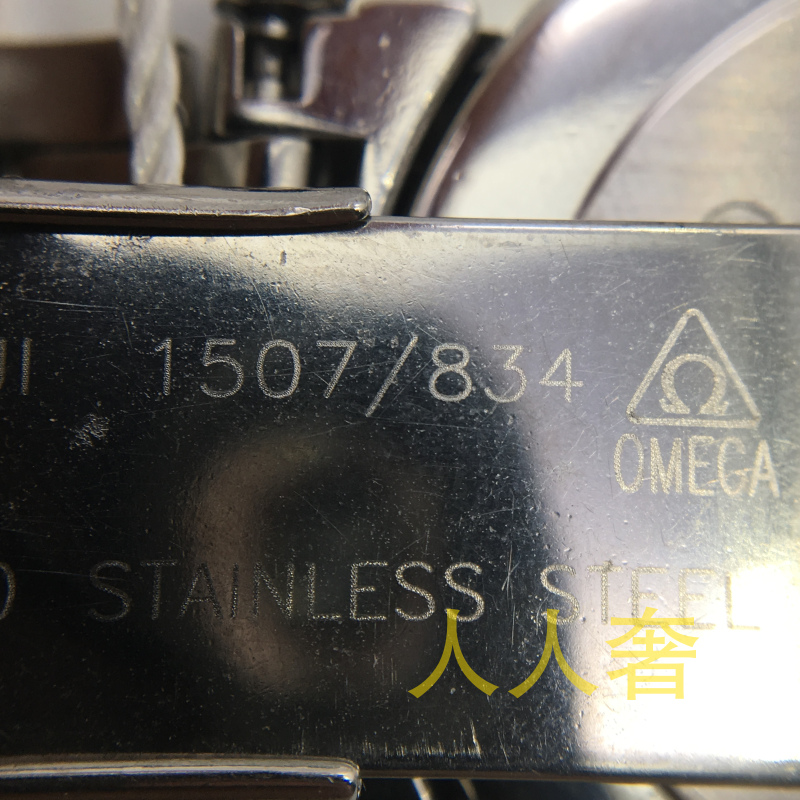 1507/834
Ω
OMEGA
STAINLESS STEEL
人人奢